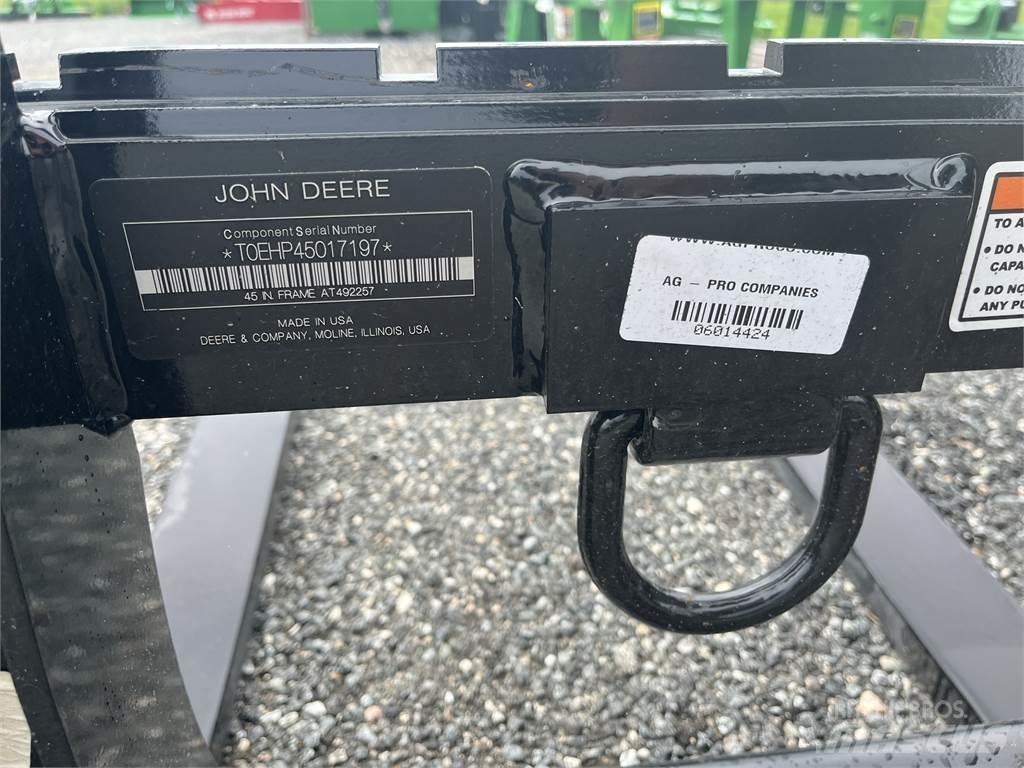 JOHN DEERE
Component Serial Number
*T0EHP45017197*
45 IN. FRAME AT492257
MADE IN USA
DEERE & COMPANY, MOLINE, ILLINOIS, USA
AG - PRO COMPANIES
06014424
TO A
• DO N
CAPA
• DO NO
ANY PU